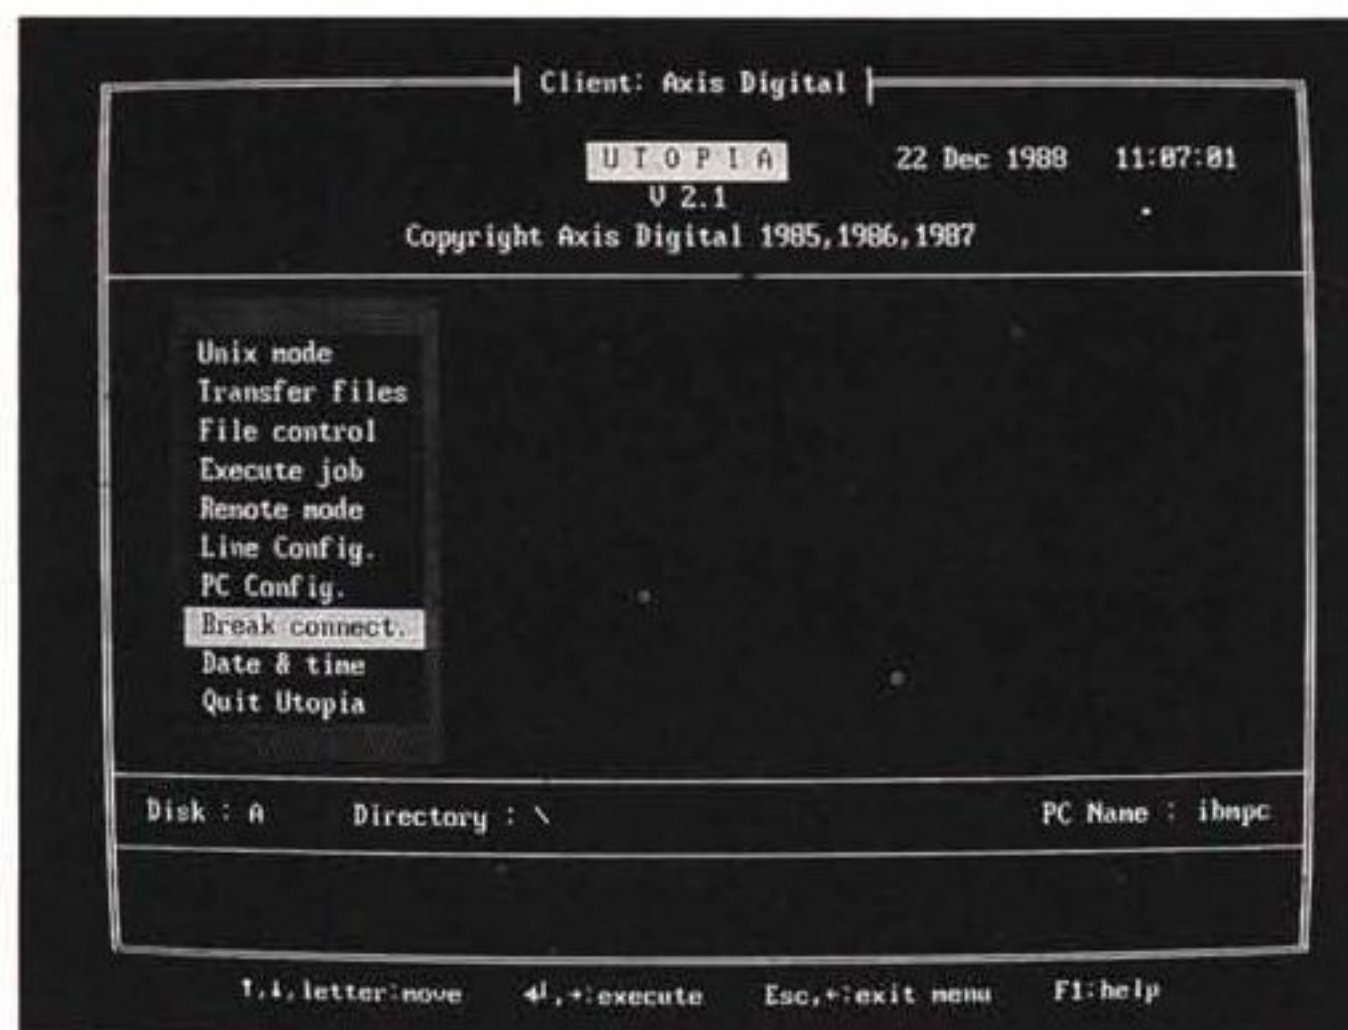 Client: Axis Digital
U T O P I A 22 Dec 1988 11:07:01
V 2.1
Copyright Axis Digital 1985,1986,1987
Unix mode
Transfer files
File control
Execute job
Remote mode
Line Config.
PC Config.
Break connect.
Date & time
Quit Utopia
Disk : A Directory : \ PC Name : ibmpc
↑,↓,letter:move ↵,→:execute Esc,←:exit menu F1:help